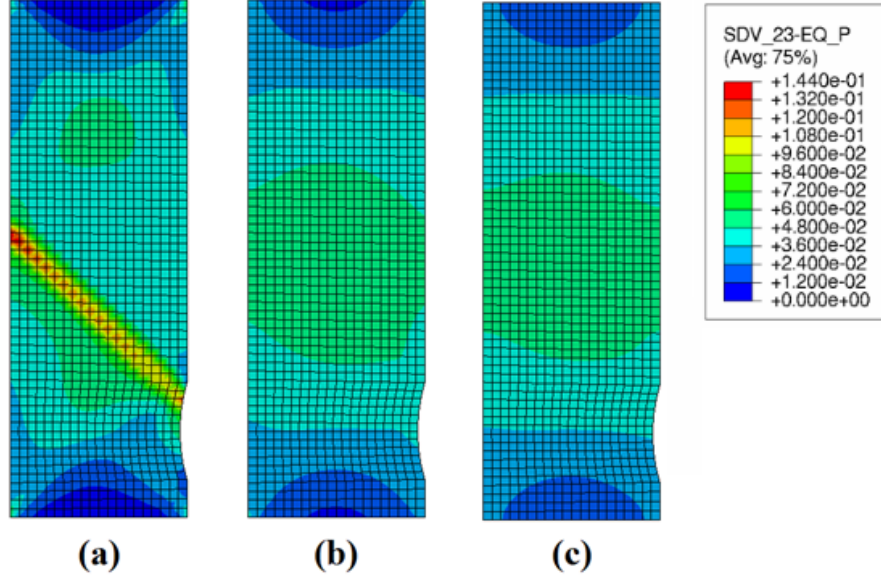 SDV_23-EQ_P
(Avg: 75%)
+1.440e-01
+1.320e-01
+1.200e-01
+1.080e-01
+9.600e-02
+8.400e-02
+7.200e-02
+6.000e-02
+4.800e-02
+3.600e-02
+2.400e-02
+1.200e-02
+0.000e+00
(a) (b) (c)